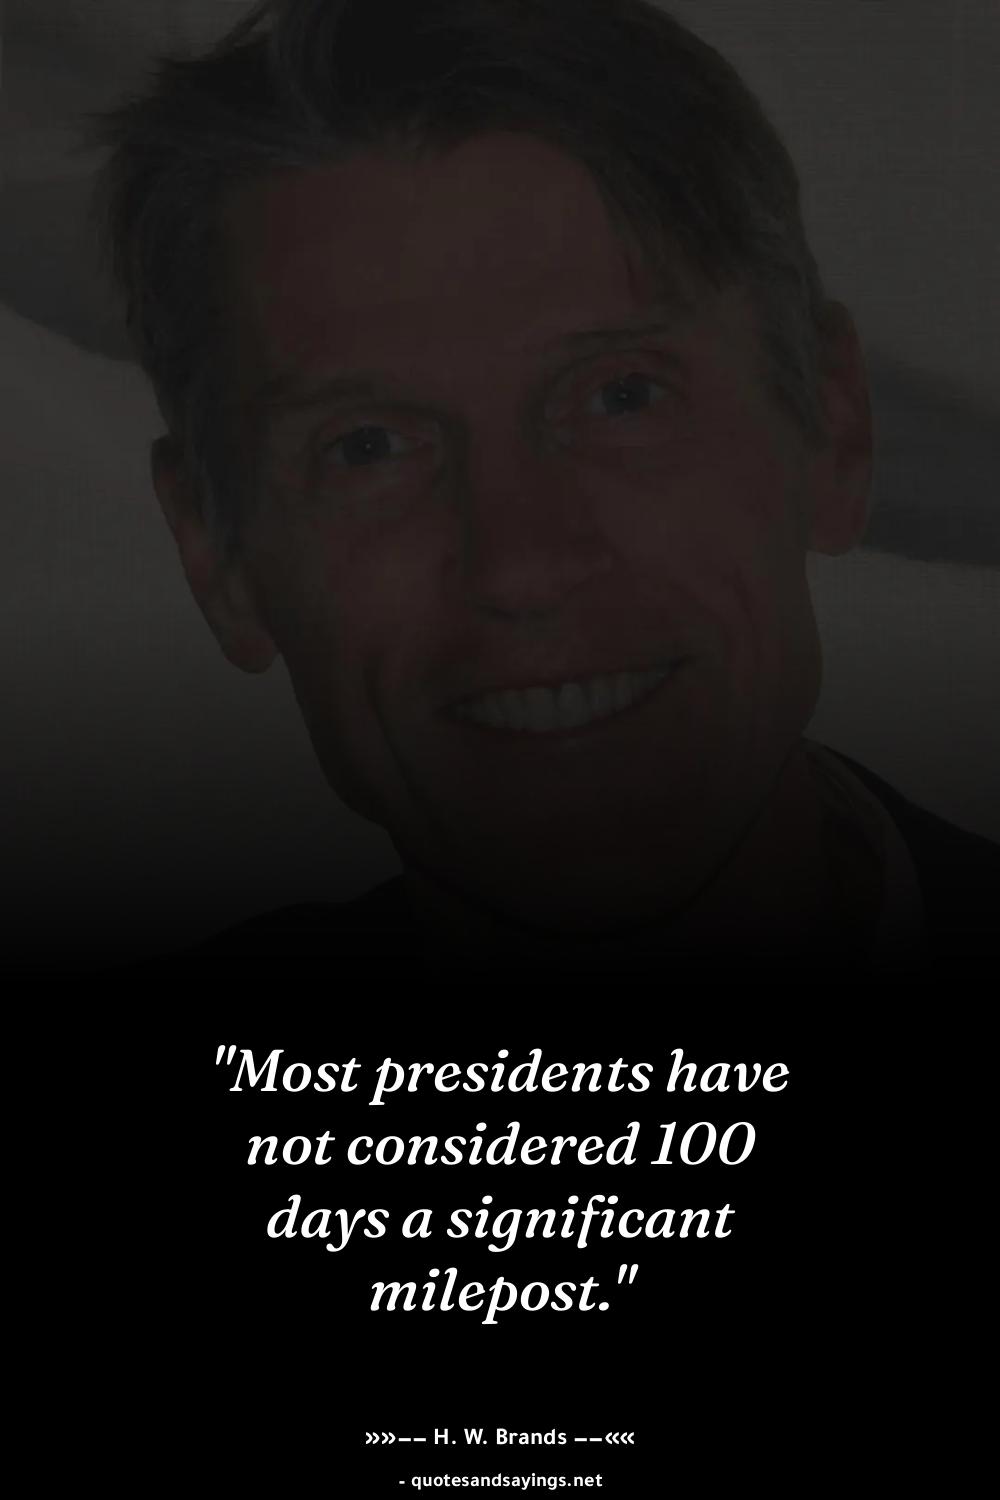 "Most presidents have
not considered 100
days a significant
milepost."
»»−− H. W. Brands −−««
- quotesandsayings.net